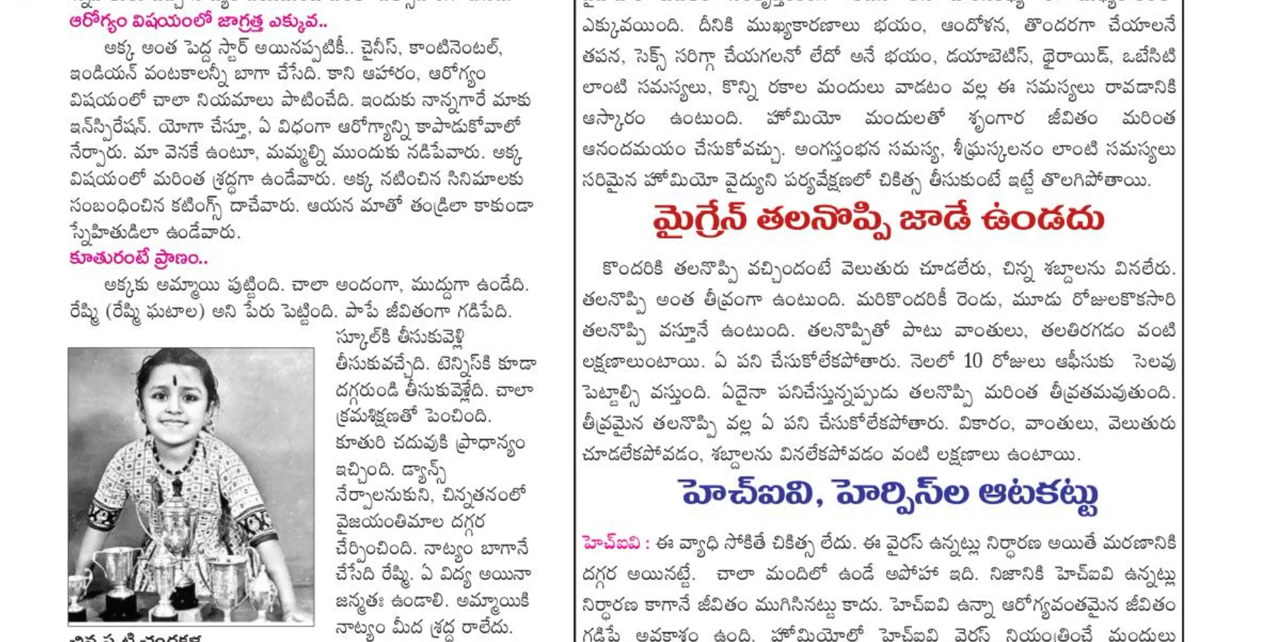 ఆరోగ్యం విషయంలో జాగ్రత్త ఎక్కువ..
అక్క అంత పెద్ద స్టార్ అయినప్పటికీ.. చైనీస్, కాంటినెంటల్,
ఇండియన్ వంటకాలన్నీ బాగా చేసేది. కాని ఆహారం, ఆరోగ్యం
విషయంలో చాలా నియమాలు పాటించేది. ఇందుకు నాన్నగారే మాకు
ఇన్‌స్పిరేషన్. యోగా చేస్తూ, ఏ విధంగా ఆరోగ్యాన్ని కాపాడుకోవాలో
నేర్పారు. మా వెనకే ఉంటూ, మమ్మల్ని ముందుకు నడిపేవారు. అక్క
విషయంలో మరింత శ్రద్ధగా ఉండేవారు. అక్క నటించిన సినిమాలకు
సంబంధించిన కటింగ్స్ దాచేవారు. ఆయన మాతో తండ్రిలా కాకుండా
స్నేహితుడిలా ఉండేవారు.
కూతురంటే ప్రాణం..
అక్కకు అమ్మాయి పుట్టింది. చాలా అందంగా, ముద్దుగా ఉండేది.
రేష్మి (రేష్మి ఘటాల) అని పేరు పెట్టింది. పాపే జీవితంగా గడిపేది.
స్కూల్‌కి తీసుకువెళ్లి
తీసుకువచ్చేది. టెన్నిస్‌కి కూడా
దగ్గరుండి తీసుకువెళ్లేది. చాలా
క్రమశిక్షణతో పెంచింది.
కూతురి చదువుకి ప్రాధాన్యం
ఇచ్చింది. డ్యాన్స్
నేర్పాలనుకుని, చిన్నతనంలో
వైజయంతిమాల దగ్గర
చేర్పించింది. నాట్యం బాగానే
చేసేది రేష్మి. ఏ విద్య అయినా
జన్మతః ఉండాలి. అమ్మాయికి
నాట్యం మీద శ్రద్ధ రాలేదు.
ఎక్కువయింది. దీనికి ముఖ్యకారణాలు భయం, ఆందోళన, తొందరగా చేయాలనే
తపన, సెక్స్ సరిగ్గా చేయగలనో లేదో అనే భయం, డయాబెటిస్, థైరాయిడ్, ఒబేసిటి
లాంటి సమస్యలు, కొన్ని రకాల మందులు వాడటం వల్ల ఈ సమస్యలు రావడానికి
ఆస్కారం ఉంటుంది. హోమియో మందులతో శృంగార జీవితం మరింత
ఆనందమయం చేసుకోవచ్చు. అంగస్తంభన సమస్య, శీఘ్రస్కలనం లాంటి సమస్యలు
సరిమైన హోమియో వైద్యుని పర్యవేక్షణలో చికిత్స తీసుకుంటే ఇట్టే తొలగిపోతాయి.
మైగ్రేన్ తలనొప్పి జాడే ఉండదు
కొందరికి తలనొప్పి వచ్చిందంటే వెలుతురు చూడలేరు, చిన్న శబ్దాలను వినలేరు.
తలనొప్పి అంత తీవ్రంగా ఉంటుంది. మరికొందరికీ రెండు, మూడు రోజులకొకసారి
తలనొప్పి వస్తూనే ఉంటుంది. తలనొప్పితో పాటు వాంతులు, తలతిరగడం వంటి
లక్షణాలుంటాయి. ఏ పని చేసుకోలేకపోతారు. నెలలో 10 రోజులు ఆఫీసుకు సెలవు
పెట్టాల్సి వస్తుంది. ఏదైనా పనిచేస్తున్నప్పుడు తలనొప్పి మరింత తీవ్రతమవుతుంది.
తీవ్రమైన తలనొప్పి వల్ల ఏ పని చేసుకోలేకపోతారు. వికారం, వాంతులు, వెలుతురు
చూడలేకపోవడం, శబ్దాలను వినలేకపోవడం వంటి లక్షణాలు ఉంటాయి.
హెచ్ఐవి, హెర్పిస్‌ల ఆటకట్టు
హెచ్ఐవి : ఈ వ్యాధి సోకితే చికిత్స లేదు. ఈ వైరస్ ఉన్నట్లు నిర్ధారణ అయితే మరణానికి
దగ్గర అయినట్టే. చాలా మందిలో ఉండే అపోహా ఇది. నిజానికి హెచ్ఐవి ఉన్నట్లు
నిర్ధారణ కాగానే జీవితం ముగిసినట్టు కాదు. హెచ్ఐవి ఉన్నా ఆరోగ్యవంతమైన జీవితం
గడిపే అవకాశం ఉంది. హోమియోలో హెచ్ఐవి వైరస్ నియంత్రించే మందులు